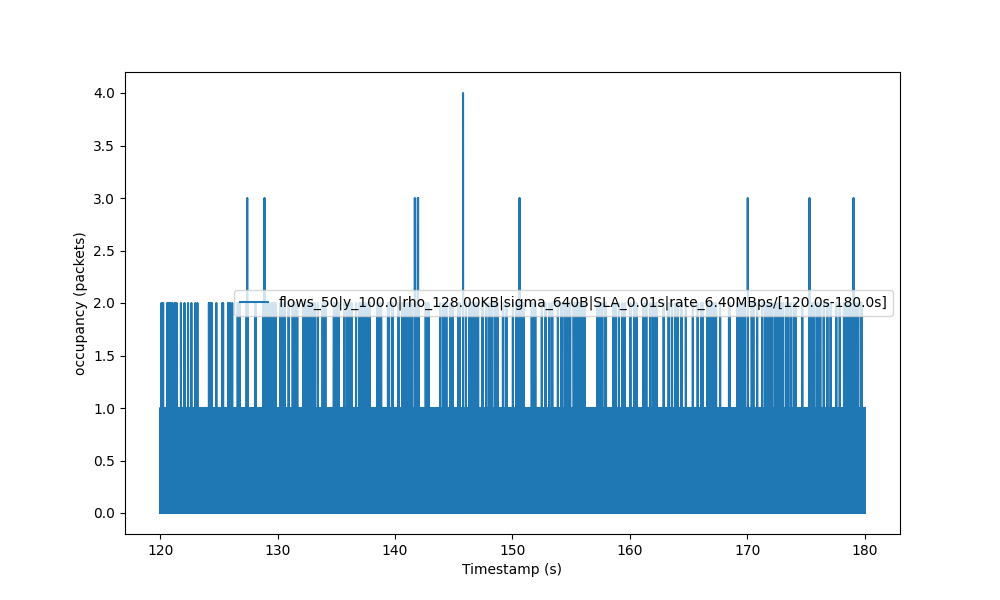 4.0
3.5
3.0
2.5
2.0
1.5
1.0
0.5
0.0
occupancy (packets)
flows_50|y_100.0|rho_128.00KB|sigma_640B|SLA_0.01s|rate_6.40MBps/[120.0s-180.0s]
120 130 140 150 160 170 180
Timestamp (s)